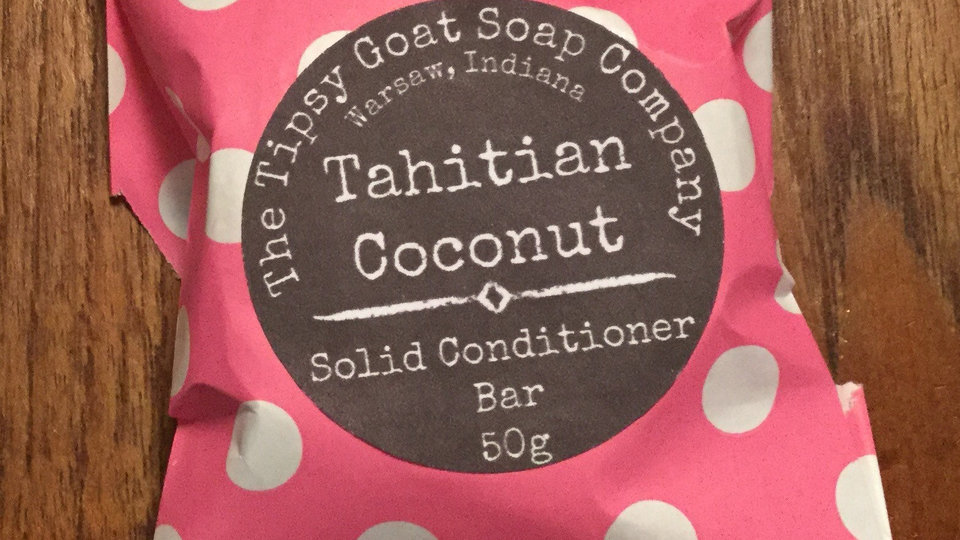 The Tipsy Goat Soap Company
Warsaw, Indiana
Tahitian
Coconut
Solid Conditioner
Bar
50g